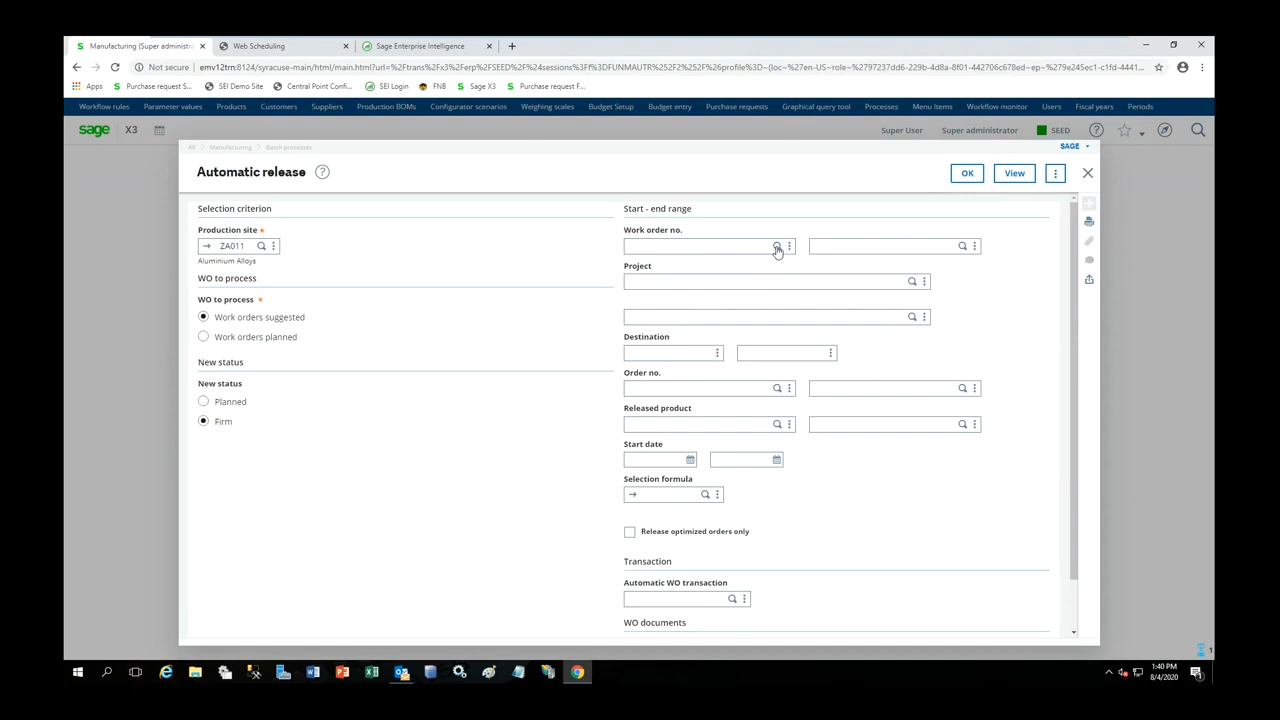 Manufacturing (Super administra
Web Scheduling
Sage Enterprise Intelligence
Not secure
Apps
Purchase request S...
SEI Demo Site
Central Point Confi...
SEI Login
FNB
Sage X3
Purchase request F...
Workflow rules
Parameter values
Products
Customers
Suppliers
Production BOMs
Configurator scenarios
Weighing scales
Budget Setup
Budget entry
Purchase requests
Graphical query tool
Processes
Menu Items
Workflow monitor
Users
Fiscal years
Periods
sage X3
Super User
Super administrator
SEED
All > Manufacturing > Batch processes
SAGE
Automatic release
OK
View
Selection criterion
Production site *
ZA011
Aluminium Alloys
WO to process
WO to process *
Work orders suggested
Work orders planned
New status
New status
Planned
Firm
Start - end range
Work order no.
Project
Destination
Order no.
Released product
Start date
Selection formula
Release optimized orders only
Transaction
Automatic WO transaction
WO documents
1
1:40 PM
8/4/2020